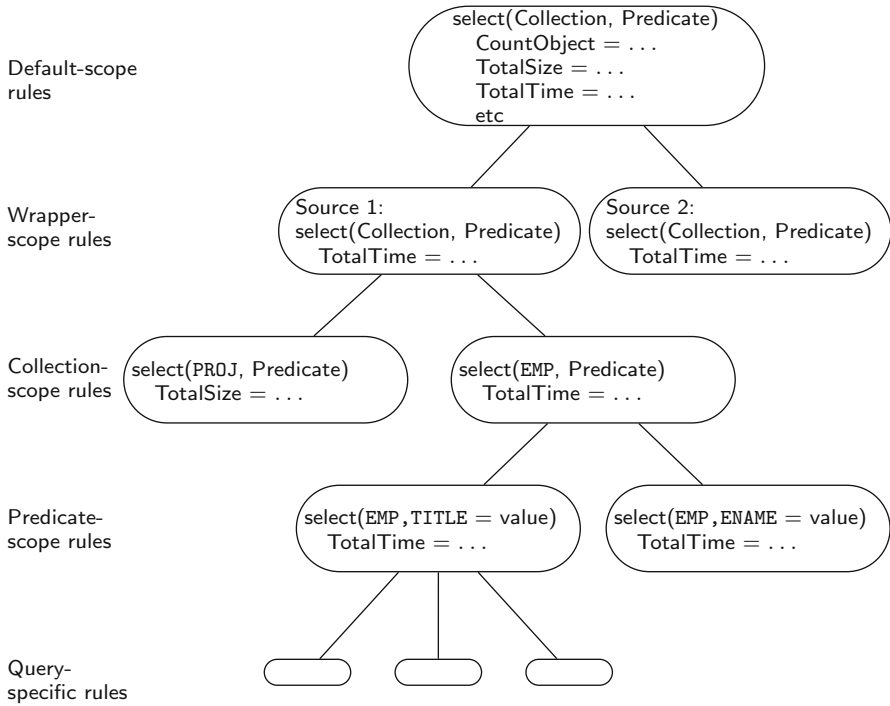 Default-scope
rules
select(Collection, Predicate)
CountObject = . . .
TotalSize = . . .
TotalTime = . . .
etc
Wrapper-
scope rules
Source 1:
select(Collection, Predicate)
TotalTime = . . .
Source 2:
select(Collection, Predicate)
TotalTime = . . .
Collection-
scope rules
select(PROJ, Predicate)
TotalSize = . . .
select(EMP, Predicate)
TotalTime = . . .
Predicate-
scope rules
select(EMP,TITLE = value)
TotalTime = . . .
select(EMP,ENAME = value)
TotalTime = . . .
Query-
specific rules